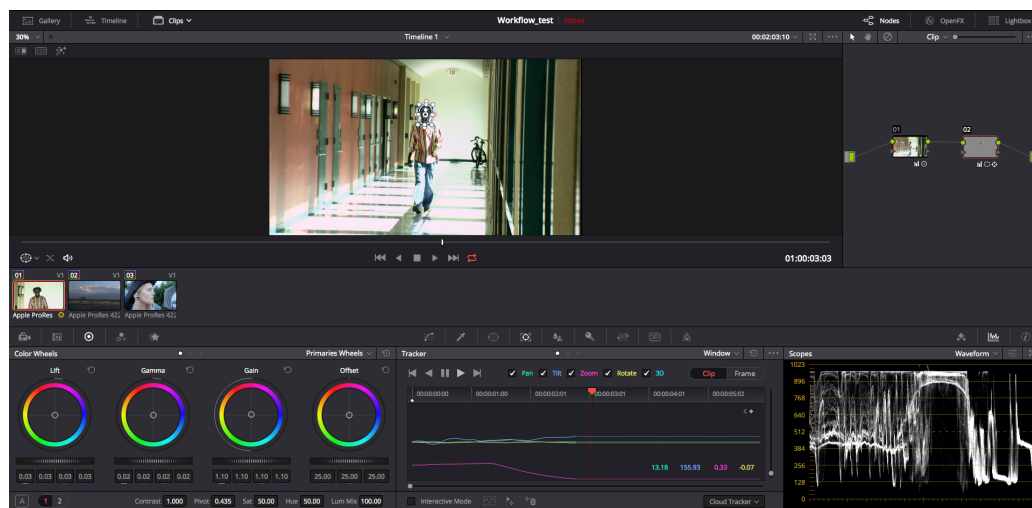 Gallery Timeline Clips Workflow_test Edited Nodes OpenFX Lightbox
30% Timeline 1 00:02:03:10 Clip
01 02
01:00:03:03
01 V1 02 V1 03 V1
Apple ProRes Apple ProRes 422 Apple ProRes 422
Color Wheels Primaries Wheels Tracker Window Scopes Waveform
Lift Gamma Gain Offset
Pan Tilt Zoom Rotate 3D Clip Frame
00:00:00:00 00:00:01:00 00:00:02:01 00:00:03:01 00:00:04:01 00:00:05:02
1023
896
768
640
512
384
256
128
0
13.18 155.93 0.33 -0.07
0.03 0.03 0.03 0.03 0.02 0.02 0.02 0.02 1.10 1.10 1.10 1.10 25.00 25.00 25.00
A 1 2 Contrast 1.000 Pivot 0.435 Sat 50.00 Hue 50.00 Lum Mix 100.00 Interactive Mode Cloud Tracker